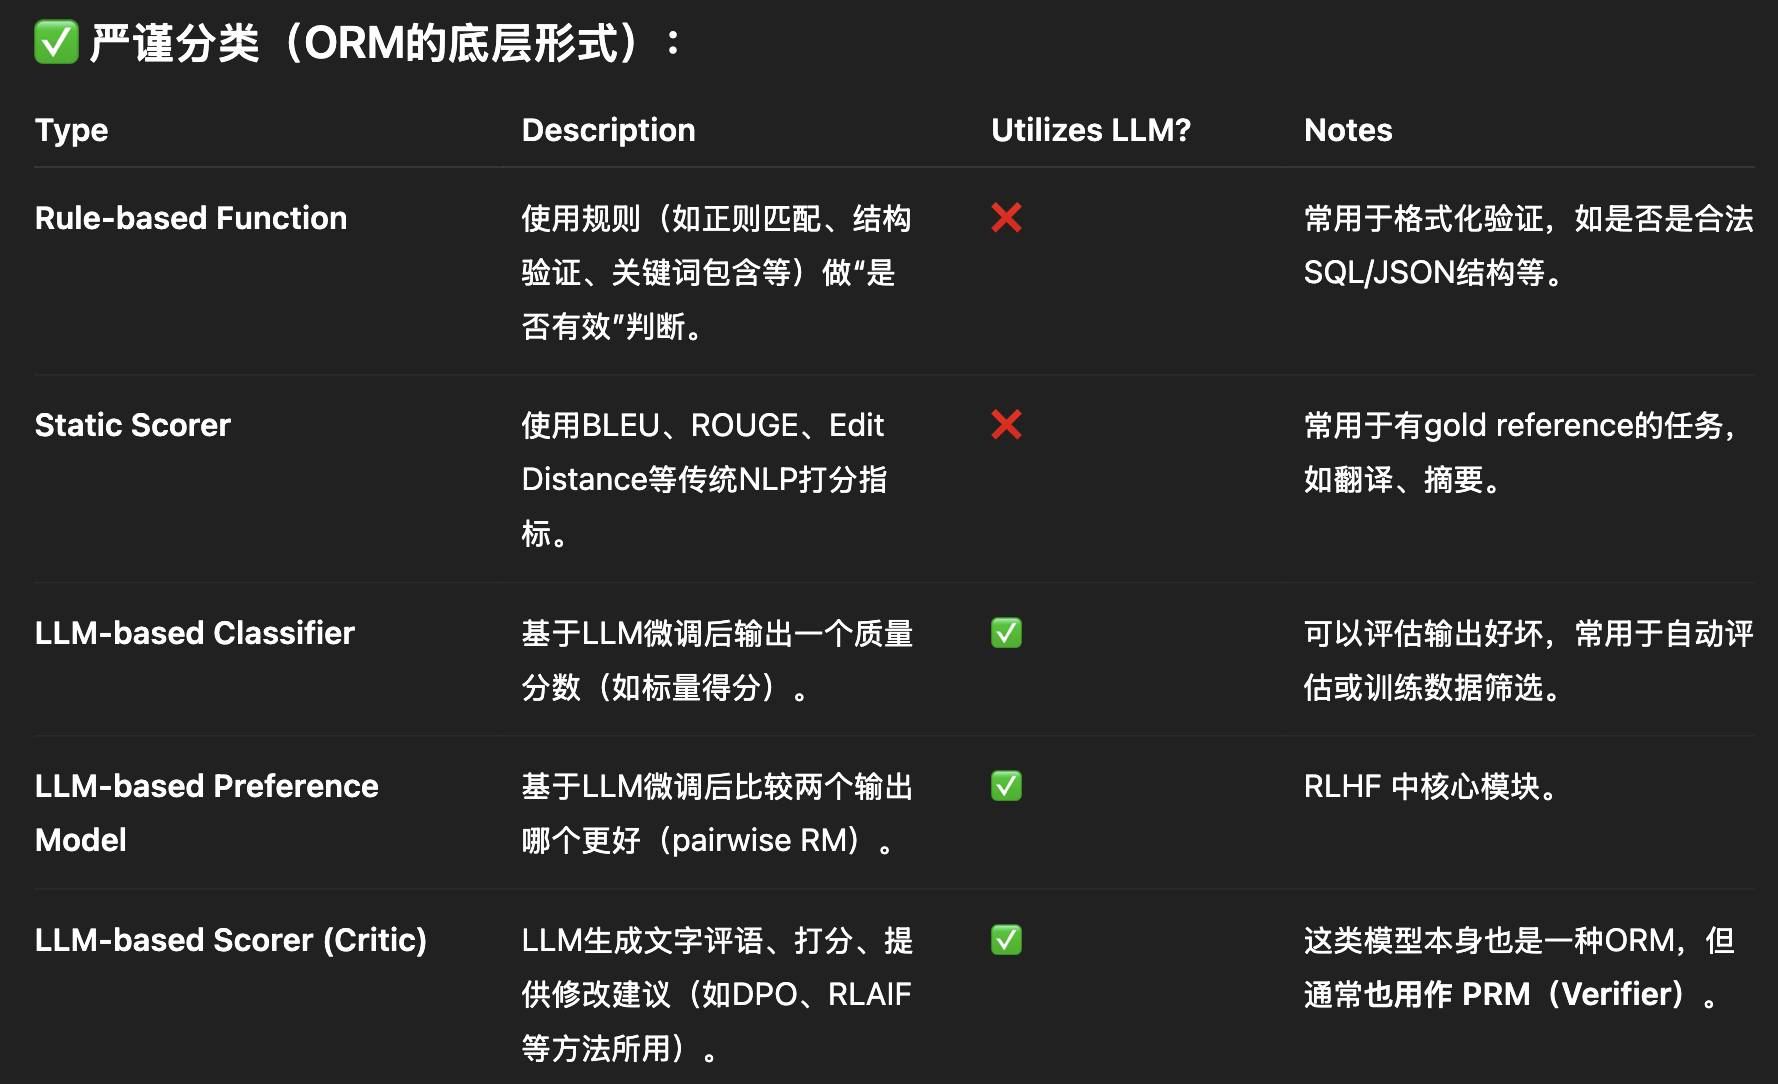 ✅ 严谨分类（ORM的底层形式）：
Type Description Utilizes LLM? Notes
Rule-based Function 使用规则（如正则匹配、结构 ❌ 常用于格式化验证，如是否是合法
验证、关键词包含等）做“是 SQL/JSON结构等。
否有效”判断。
Static Scorer 使用BLEU、ROUGE、Edit ❌ 常用于有gold reference的任务，
Distance等传统NLP打分指 如翻译、摘要。
标。
LLM-based Classifier 基于LLM微调后输出一个质量 ✅ 可以评估输出好坏，常用于自动评
分数（如标量得分）。 估或训练数据筛选。
LLM-based Preference 基于LLM微调后比较两个输出 ✅ RLHF 中核心模块。
Model 哪个更好（pairwise RM）。
LLM-based Scorer (Critic) LLM生成文字评语、打分、提 ✅ 这类模型本身也是一种ORM，但
供修改建议（如DPO、RLAIF 通常也用作 PRM（Verifier）。
等方法所用）。